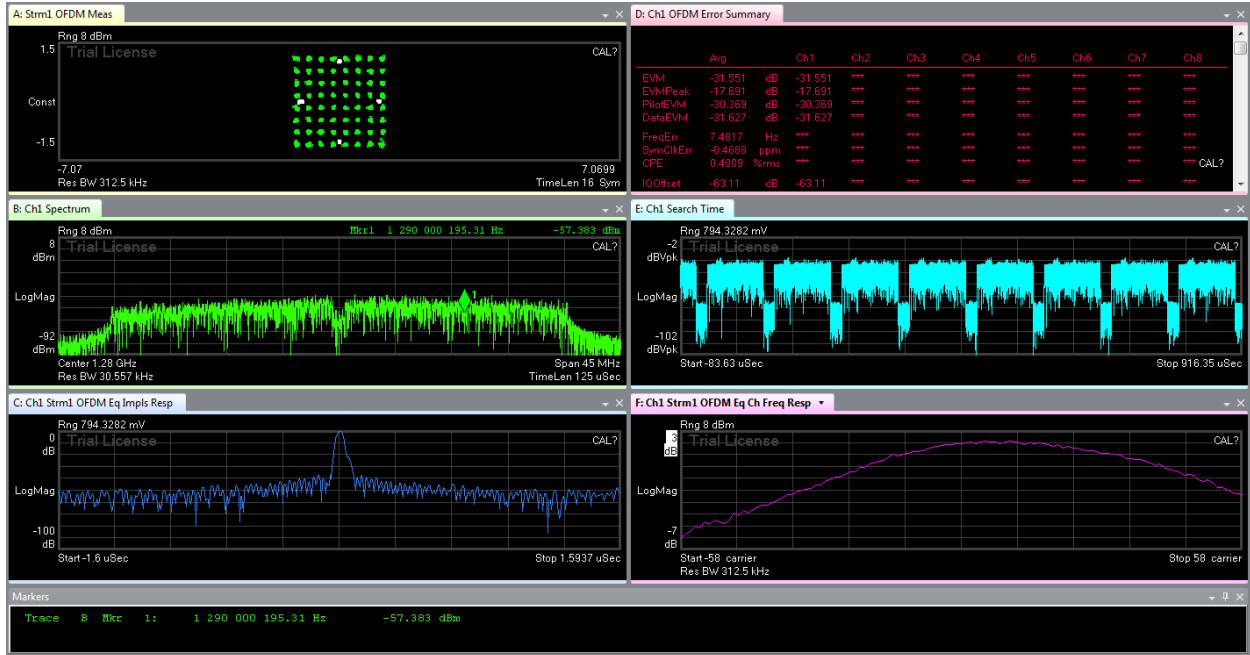 A: Strm1 OFDM Meas
Rng 8 dBm
1.5 Trial License CAL?
Const
-1.5
-7.07 7.0699
Res BW 312.5 kHz TimeLen 16 Sym
D: Ch1 OFDM Error Summary
Avg Ch1 Ch2 Ch3 Ch4 Ch5 Ch6 Ch7 Ch8
EVM -31.551 dB -31.551 *** *** *** *** *** *** ***
EVMPeak -17.691 dB -17.691 *** *** *** *** *** *** ***
PilotEVM -30.369 dB -30.369 *** *** *** *** *** *** ***
DataEVM -31.627 dB -31.627 *** *** *** *** *** *** ***
FreqErr 7.4817 Hz *** *** *** *** *** *** *** ***
SymClkErr -0.4688 ppm *** *** *** *** *** *** *** ***
CPE 0.4809 %rms *** *** *** *** *** *** *** *** CAL?
IQOffset -63.11 dB -63.11 *** *** *** *** *** *** ***
B: Ch1 Spectrum
Rng 8 dBm Mkr1 1 290 000 195.31 Hz -57.383 dBm
8 Trial License CAL?
dBm
LogMag
1
-92
dBm
Center 1.28 GHz Span 45 MHz
Res BW 30.557 kHz TimeLen 125 uSec
E: Ch1 Search Time
Rng 794.3282 mV
-2 Trial License CAL?
dBVpk
LogMag
-102
dBVpk
Start -83.63 uSec Stop 916.35 uSec
C: Ch1 Strm1 OFDM Eq Impls Resp
Rng 794.3282 mV
0 Trial License CAL?
dB
LogMag
-100
dB
Start -1.6 uSec Stop 1.5937 uSec
F: Ch1 Strm1 OFDM Eq Ch Freq Resp
Rng 8 dBm
3 Trial License CAL?
dB
LogMag
-7
dB
Start -58 carrier Stop 58 carrier
Res BW 312.5 kHz
Markers
Trace B Mkr 1: 1 290 000 195.31 Hz -57.383 dBm